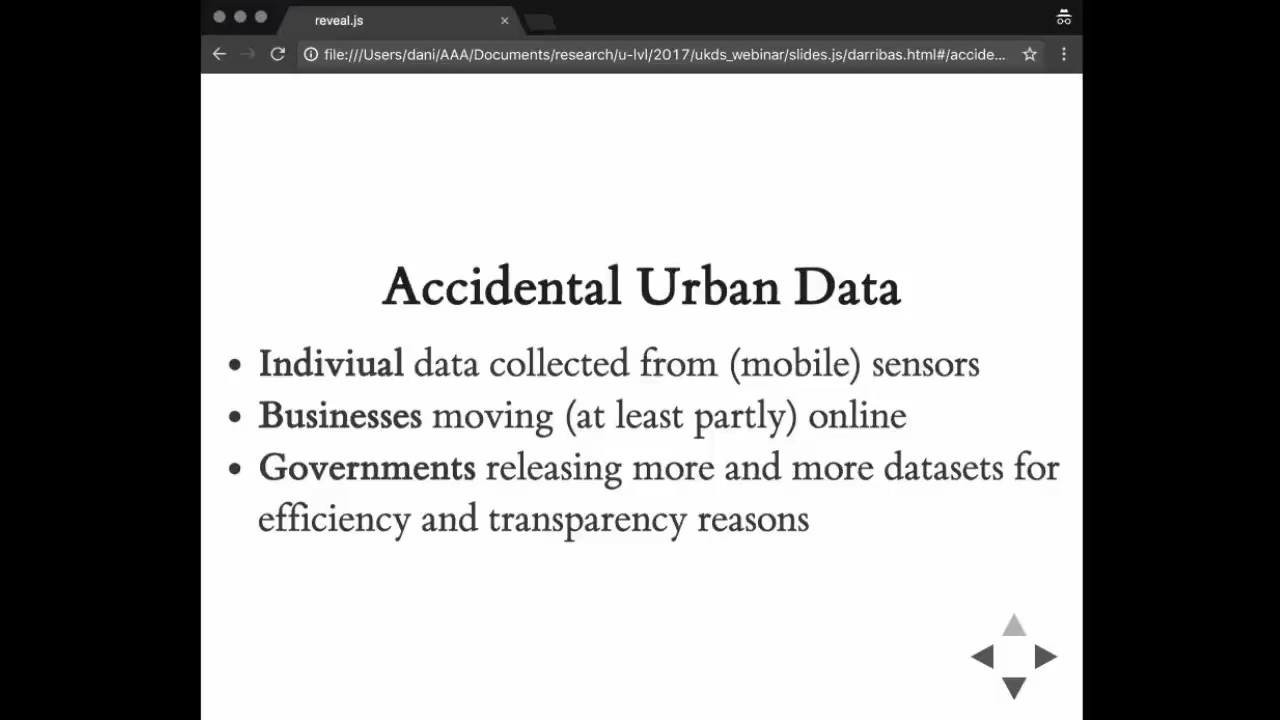 reveal.js
file:///Users/dani/AAA/Documents/research/u-lvl/2017/ukds_webinar/slides.js/darribas.html#/accide...
Accidental Urban Data
• Indiviual data collected from (mobile) sensors
• Businesses moving (at least partly) online
• Governments releasing more and more datasets for
efficiency and transparency reasons